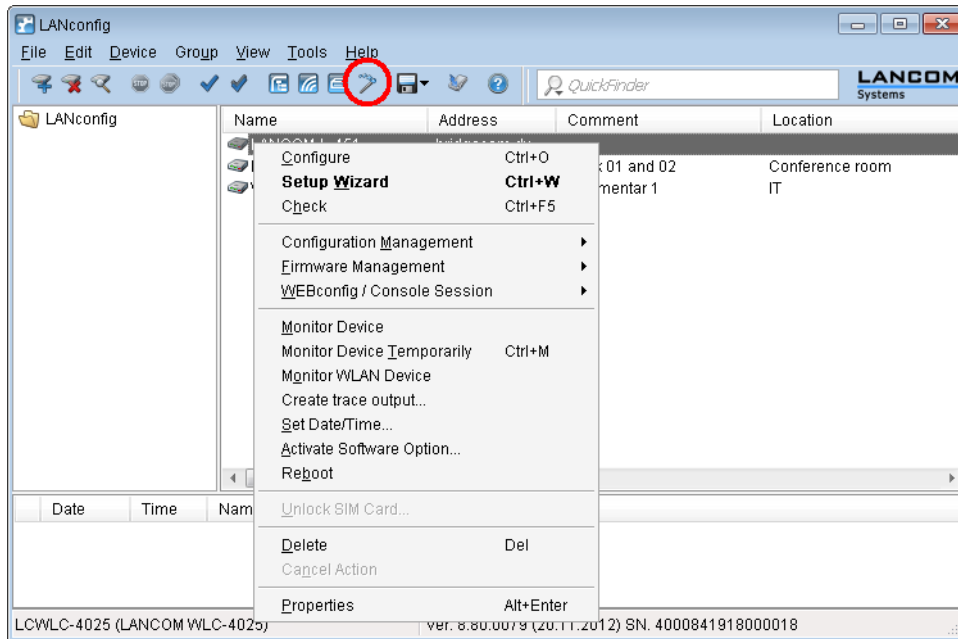 LANconfig
File Edit Device Group View Tools Help
QuickFinder
LANCOM
Systems
LANconfig
Name Address Comment Location
01 and 02 Conference room
mentar 1 IT
Configure Ctrl+O
Setup Wizard Ctrl+W
Check Ctrl+F5
Configuration Management
Firmware Management
WEBconfig / Console Session
Monitor Device
Monitor Device Temporarily Ctrl+M
Monitor WLAN Device
Create trace output...
Set Date/Time...
Activate Software Option...
Reboot
Unlock SIM Card...
Delete Del
Cancel Action
Properties Alt+Enter
Date Time Nam
LCWLC-4025 (LANCOM WLC-4025) Ver. 8.80.0079 (20.11.2012) SN. 4000841918000018